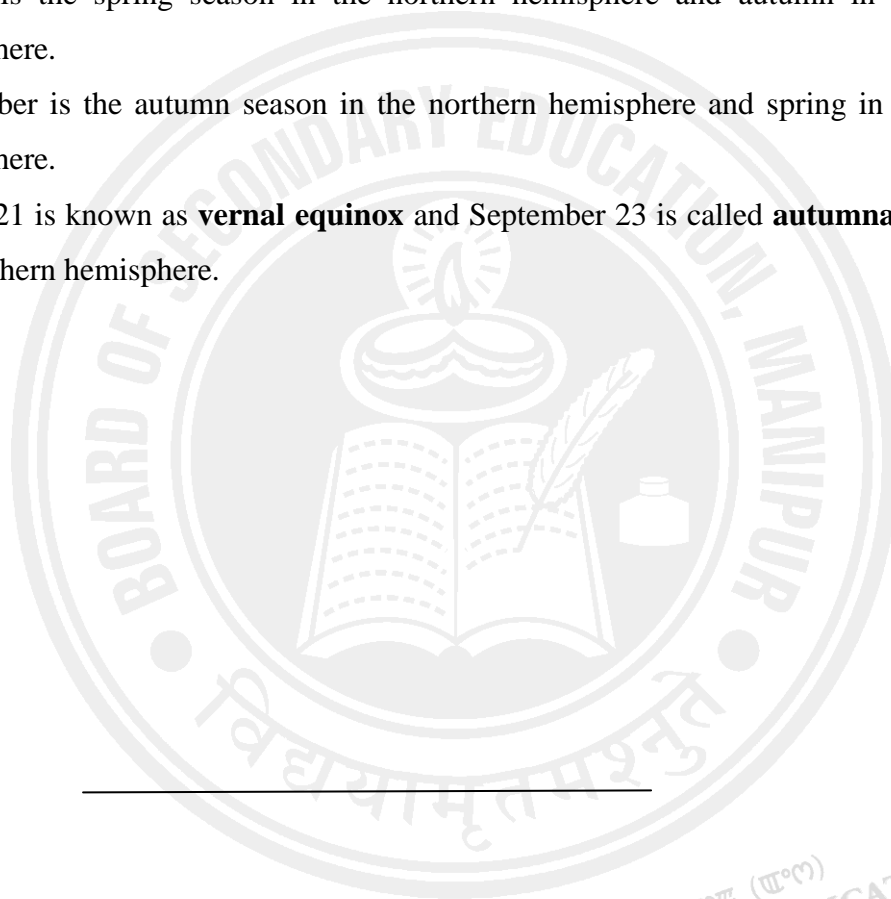 is the spring season in the northern hemisphere and autumn in
here.
ber is the autumn season in the northern hemisphere and spring in
here.
21 is known as vernal equinox and September 23 is called autumna
hern hemisphere.
BOARD OF SECONDARY EDUCATION, MANIPUR
विद्ययामृतमश्नुते